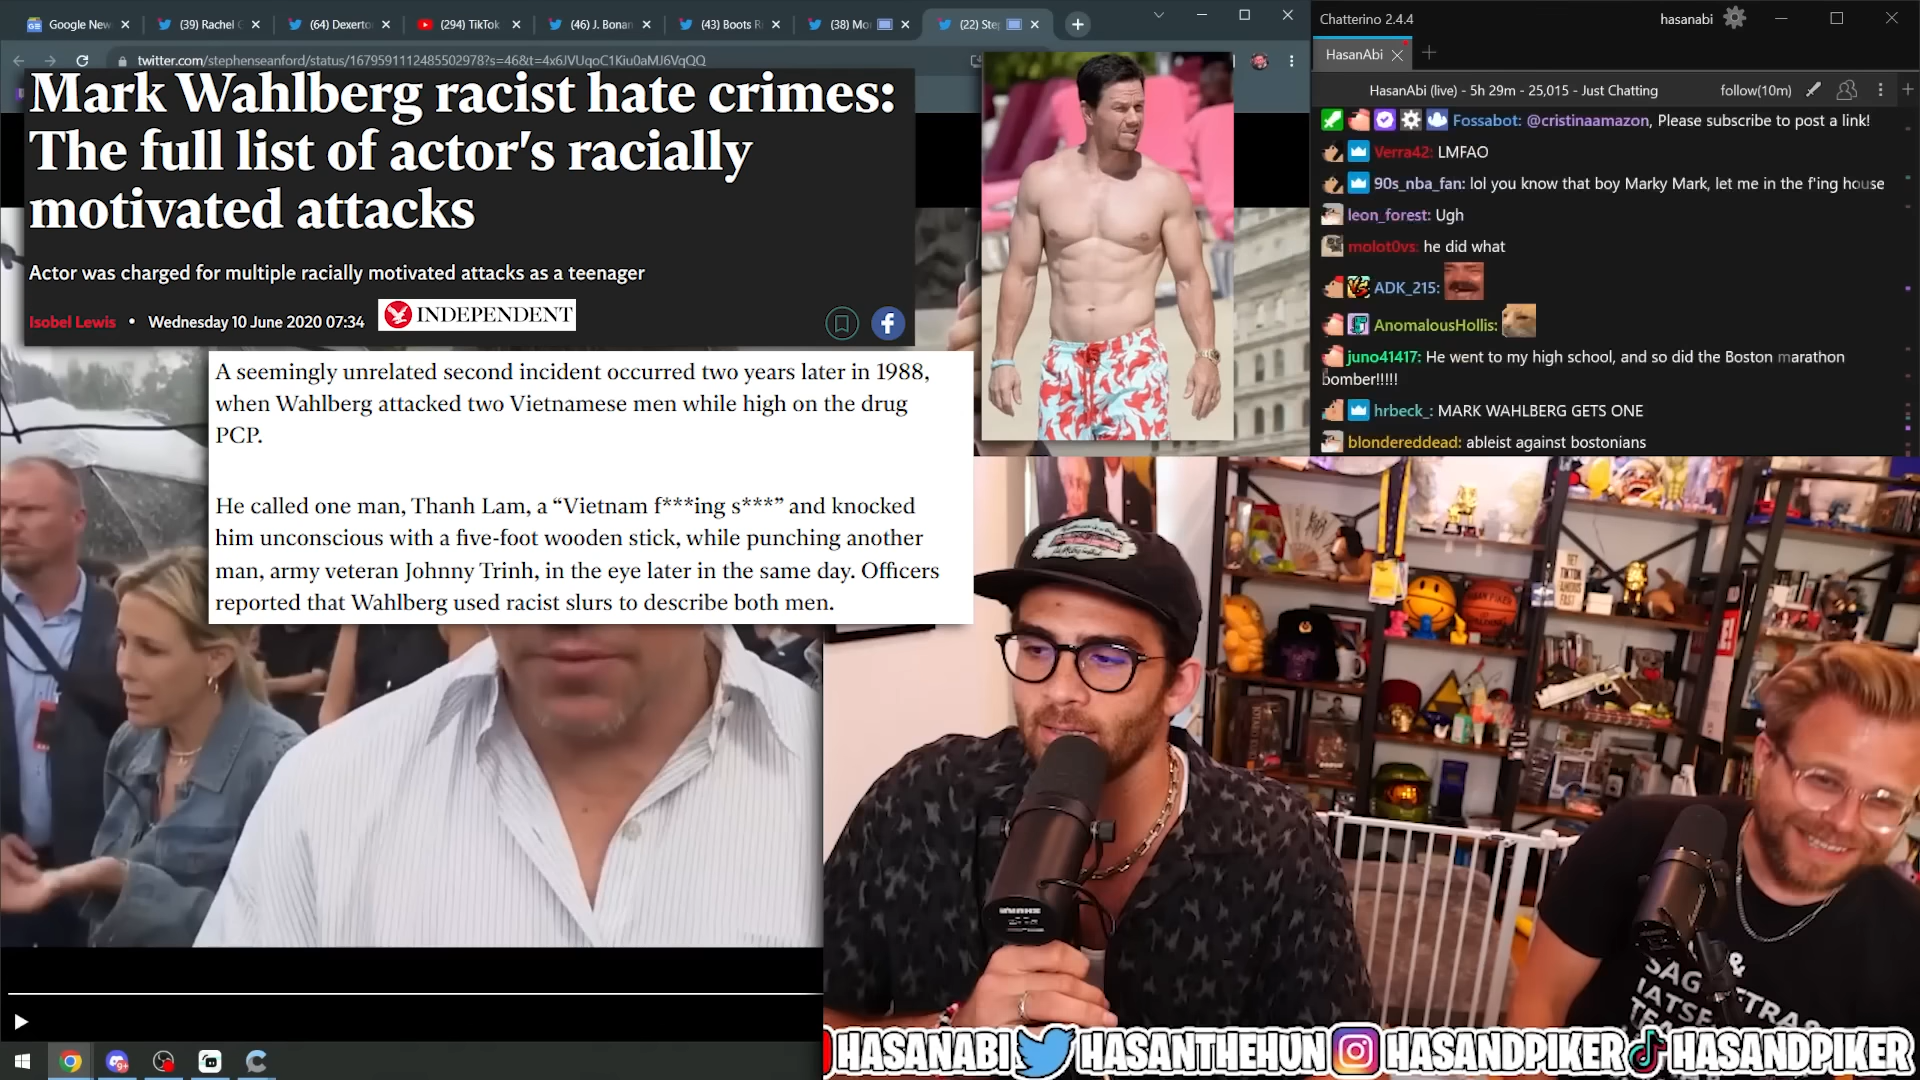 Google New
(39) Rachel
(64) Dexerto
(294) TikTok
(46) J. Bonan
(43) Boots R
(38) Mo
(22) Step
twitter.com/stephenseanford/status/1679591112485502978?s=46&t=4x6JVUqoC1Kiu0aMJ6VqQQ
Mark Wahlberg racist hate crimes:
The full list of actor's racially
motivated attacks
Actor was charged for multiple racially motivated attacks as a teenager
Isobel Lewis • Wednesday 10 June 2020 07:34
INDEPENDENT
A seemingly unrelated second incident occurred two years later in 1988,
when Wahlberg attacked two Vietnamese men while high on the drug
PCP.
He called one man, Thanh Lam, a “Vietnam f***ing s***” and knocked
him unconscious with a five-foot wooden stick, while punching another
man, army veteran Johnny Trinh, in the eye later in the same day. Officers
reported that Wahlberg used racist slurs to describe both men.
Chatterino 2.4.4
hasanabi
HasanAbi
HasanAbi (live) - 5h 29m - 25,015 - Just Chatting
follow(10m)
Fossabot: @cristinaamazon, Please subscribe to post a link!
Verra42: LMFAO
90s_nba_fan: lol you know that boy Marky Mark, let me in the f'ing house
leon_forest: Ugh
molot0vs: he did what
ADK_215:
AnomalousHollis:
juno41417: He went to my high school, and so did the Boston marathon
bomber!!!!!
hrbeck_: MARK WAHLBERG GETS ONE
blondereddead: ableist against bostonians
HASANABI
HASANTHEHUN
HASANDPIKER
HASANDPIKER